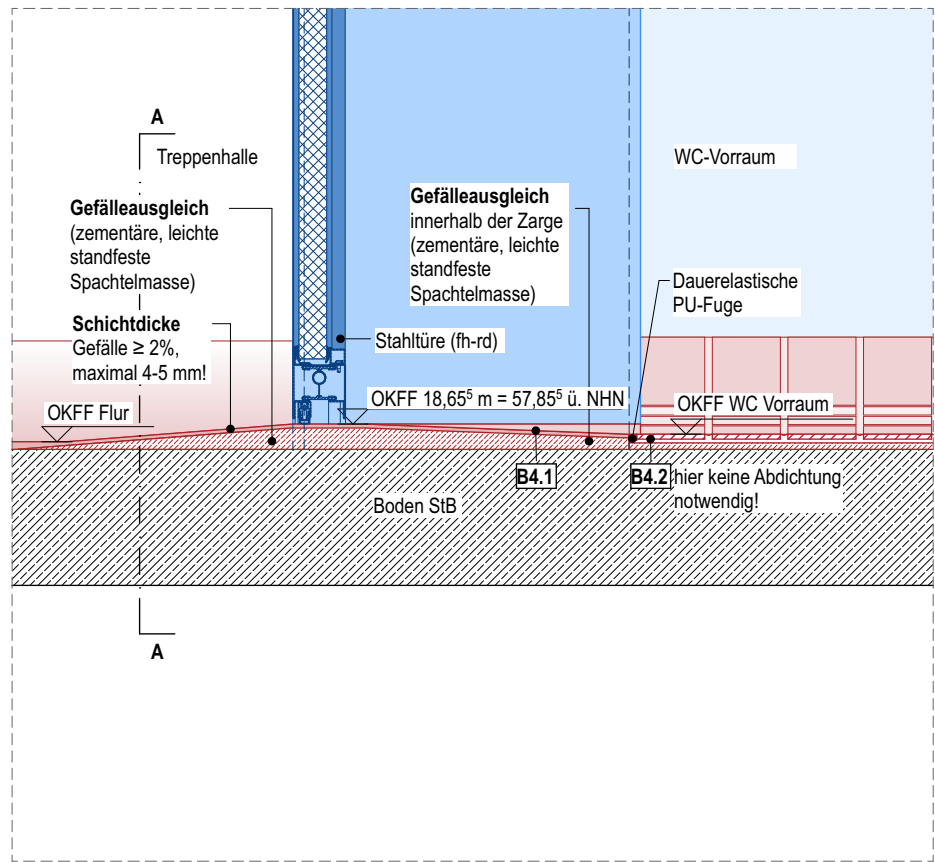 A
Treppenhalle
WC-Vorraum
Gefälleausgleich
(zementäre, leichte
standfeste
Spachtelmasse)
Gefälleausgleich
innerhalb der Zarge
(zementäre, leichte
standfeste
Spachtelmasse)
Dauerelastische
PU-Fuge
Schichtdicke
Gefälle ≥ 2%,
maximal 4-5 mm!
Stahltüre (fh-rd)
OKFF Flur
OKFF 18,65⁵ m = 57,85⁵ ü. NHN
OKFF WC Vorraum
B4.1
B4.2 hier keine Abdichtung
notwendig!
Boden StB
A